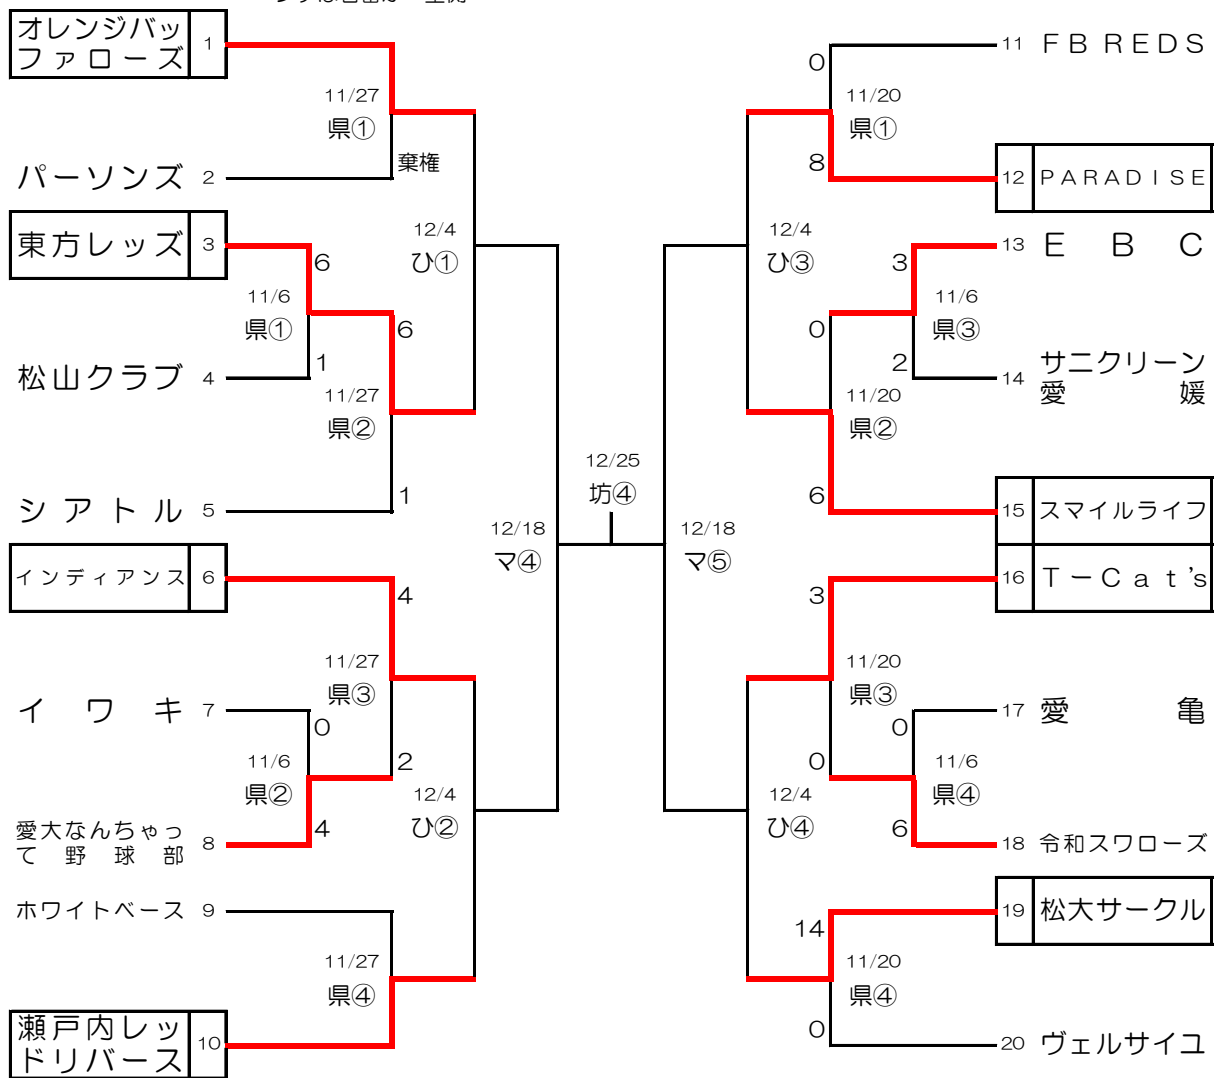 オレンジバッ
ファローズ
1
11/27
県①
パーソンズ 2
棄権
東方レッズ
3
6
12/4
ひ①
11/6
県①
6
松山クラブ 4
1
11/27
県②
シアトル 5
1
12/18
マ④
インディアンス
6
4
11/27
県③
イワキ 7
0
11/6
県②
2
12/4
ひ②
愛大なんちゃっ
て野球部
8
4
ホワイトベース 9
11/27
県④
瀬戸内レッ
ドリバース
10
12/25
坊④
0
11 FB REDS
11/20
県①
8
12 PARADISE
12/4
ひ③
3
13 EBC
11/6
県③
0
2
14
サニクリーン
愛媛
11/20
県②
6
15 スマイルライフ
12/18
マ⑤
3
16 T-Cat's
11/20
県③
0
17 愛亀
0
11/6
県④
12/4
ひ④
6
18 令和スワローズ
14
19 松大サークル
11/20
県④
0
20 ヴェルサイユ